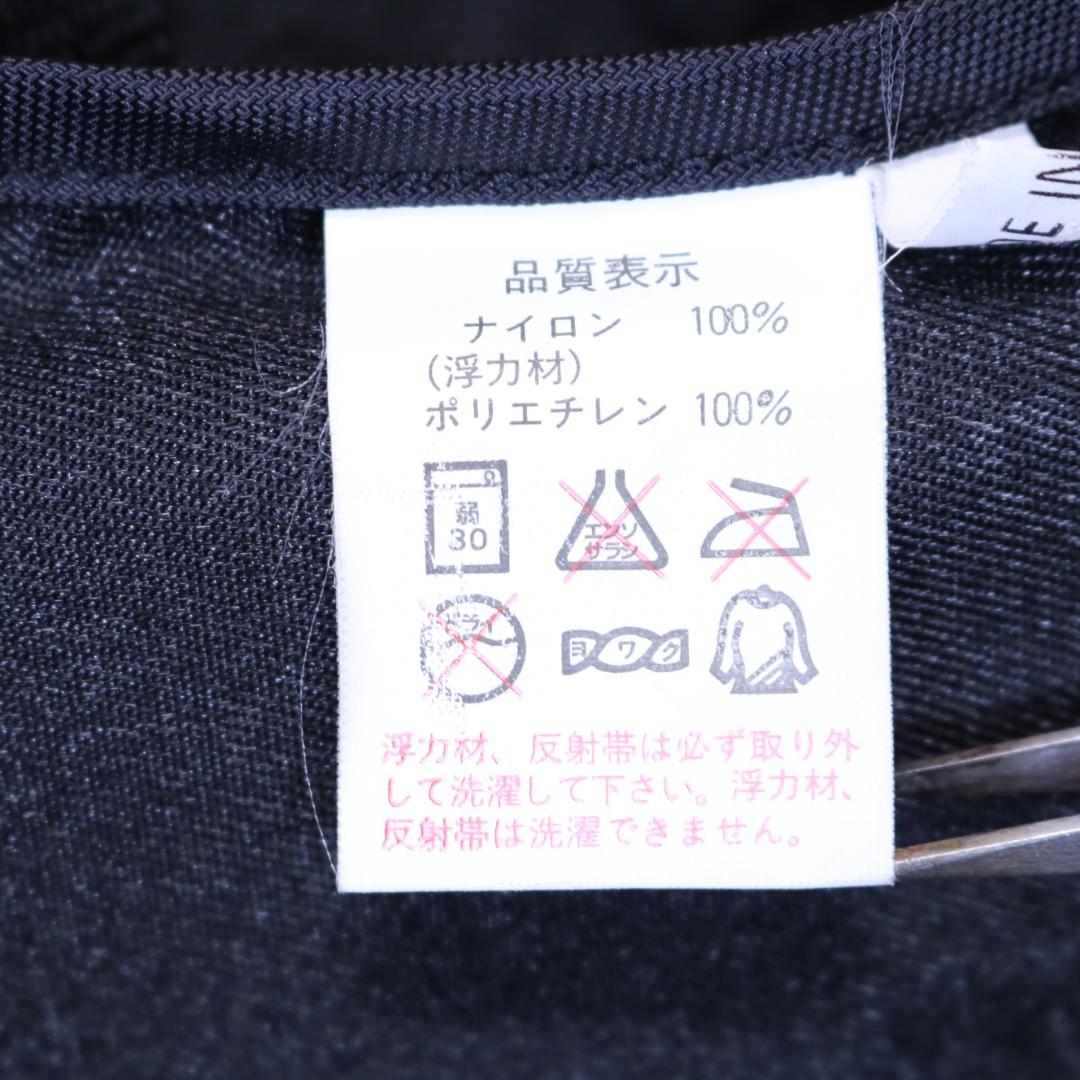 品質表示
ナイロン 100%
(浮力材)
ポリエチレン 100%
弱
30
エンソ
サラシ
ドライ
ヨワク
浮力材、反射帯は必ず取り外
して洗濯して下さい。浮力材、
反射帯は洗濯できません。
DE IN